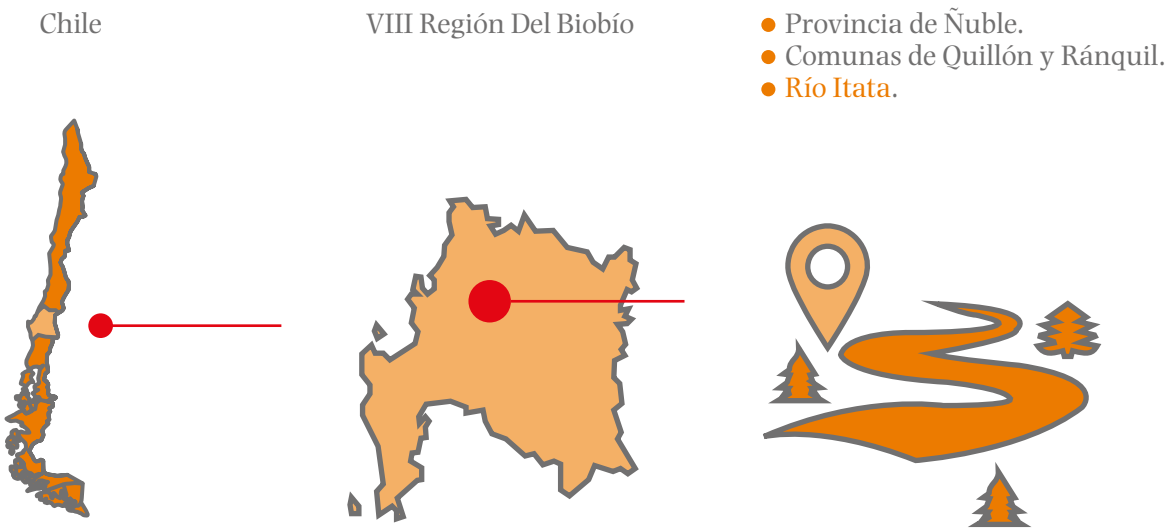 Chile
VIII Región Del Biobío
Provincia de Ñuble.
Comunas de Quillón y Ránquil.
Río Itata.